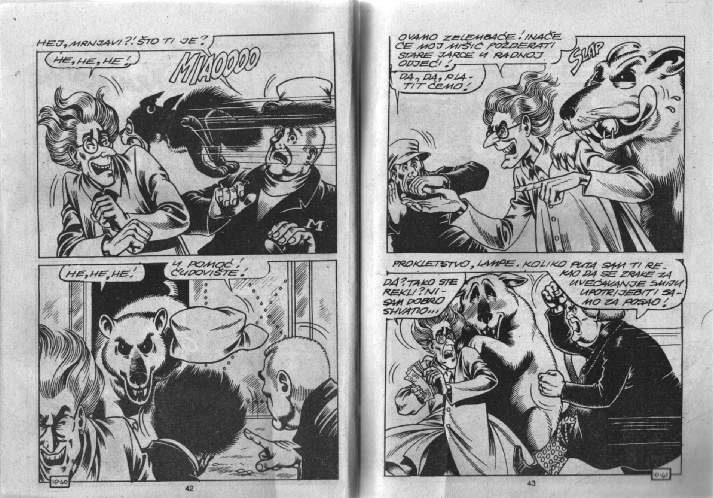 HEJ, MRNJAVI?! ŠTO TI JE?
HE, HE, HE!
MIAOOOO
M
HE, HE, HE!
U POMOĆ!
ČUDOVIŠTE!
10-60
42
OVAMO ZELEMBAĆE! INAČE
ĆE MOJ MIŠIĆ POŽDERATI
STARE JARCE U RADNOJ
ODJEĆI!
DA, DA, PLA-
TIT ĆEMO!
SLAP
PROKLETSTVO, LAMPE. KOLIKO PUTA SAM TI RE-
KAO DA SE ZRAKE ZA
UVEĆAVANJE SMIJU
UPOTRIJEBITI SA-
MO ZA POSAO!
DA? TAKO STE
REKLI? NI-
SAM DOBRO
SHVATIO...
43